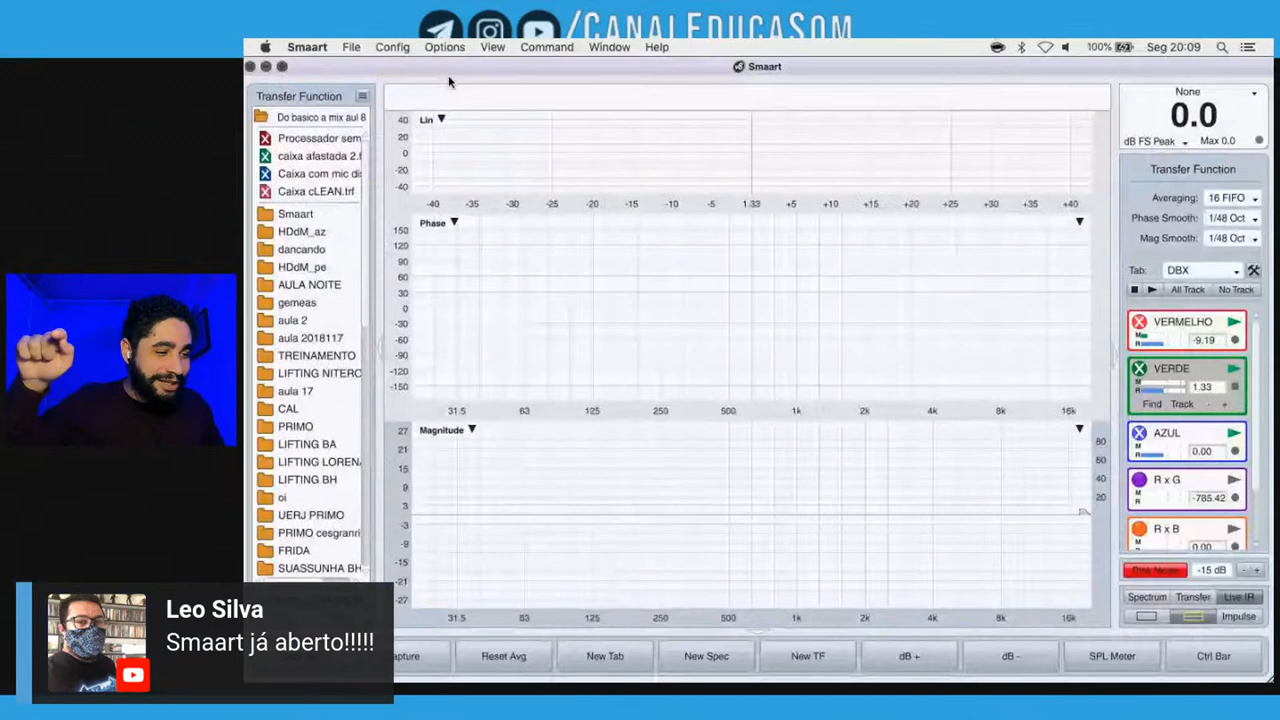 /CANALEDUCASOM
Smaart File Config Options View Command Window Help 100% Seg 20:09
Smaart
Transfer Function
Do basico a mix aul 8
Processador sem
caixa afastada 2.t
Caixa com mic di
Caixa cLEAN.trf
Smaart
HDdM_az
dancando
HDdM_pe
AULA NOITE
gemeas
aula 2
aula 2018117
TREINAMENTO
LIFTING NITERO
aula 17
CAL
PRIMO
LIFTING BA
LIFTING LORENA
LIFTING BH
oi
UERJ PRIMO
PRIMO cesgranri
FRIDA
SUASSUNHA BH
Lin
40
20
0
-20
-40
-40 -35 -30 -25 -20 -15 -10 -5 1.33 +5 +10 +15 +20 +25 +30 +35 +40
Phase
150
120
90
60
30
0
-30
-60
-90
-120
-150
31.5 63 125 250 500 1k 2k 4k 8k 16k
Magnitude
27
21
15
9
3
-3
-9
-15
-21
-27
80
60
40
20
31.5 63 125 250 500 1k 2k 4k 8k 16k
None
0.0
dB FS Peak Max 0.0
Transfer Function
Averaging: 16 FIFO
Phase Smooth: 1/48 Oct
Mag Smooth: 1/48 Oct
Tab: DBX
All Track No Track
VERMELHO
M
R -9.19
VERDE
M
R 1.33
Find Track - +
AZUL
M
R 0.00
R x G
M
R -785.42
R x B
M
R 0.00
Pink Noise -15 dB - +
Spectrum Transfer Live IR
Impulse
apture Reset Avg New Tab New Spec New TF dB + dB - SPL Meter Ctrl Bar
Leo Silva
Smaart já aberto!!!!!